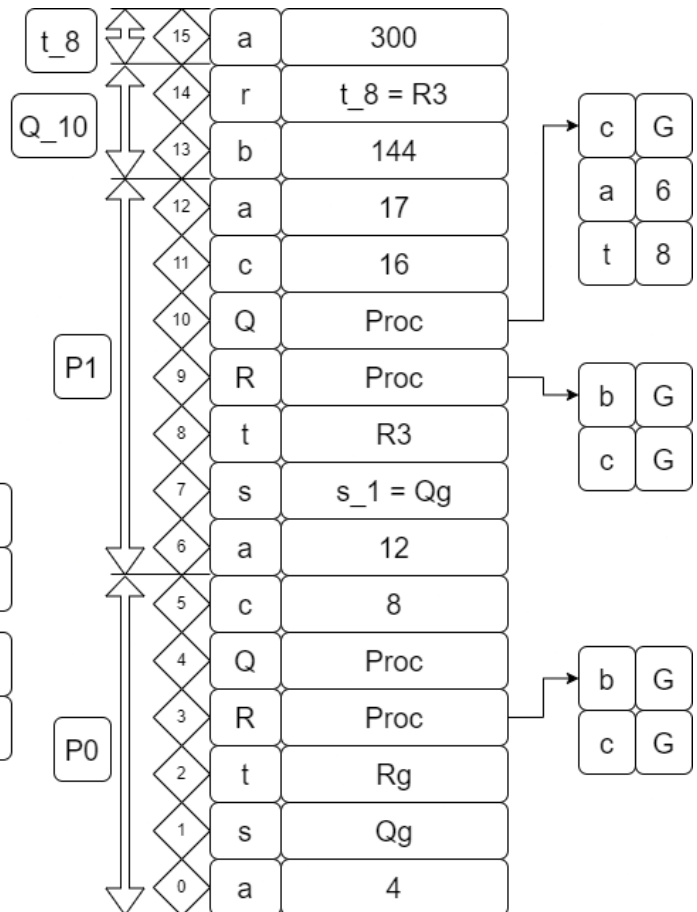 t_8 15 a 300
Q_10 14 r t_8 = R3
13 b 144
c G
a 6
t 8
P1 12 a 17
11 c 16
10 Q Proc
9 R Proc
8 t R3
7 s s_1 = Qg
6 a 12
b G
c G
P0 5 c 8
4 Q Proc
3 R Proc
2 t Rg
1 s Qg
0 a 4
b G
c G